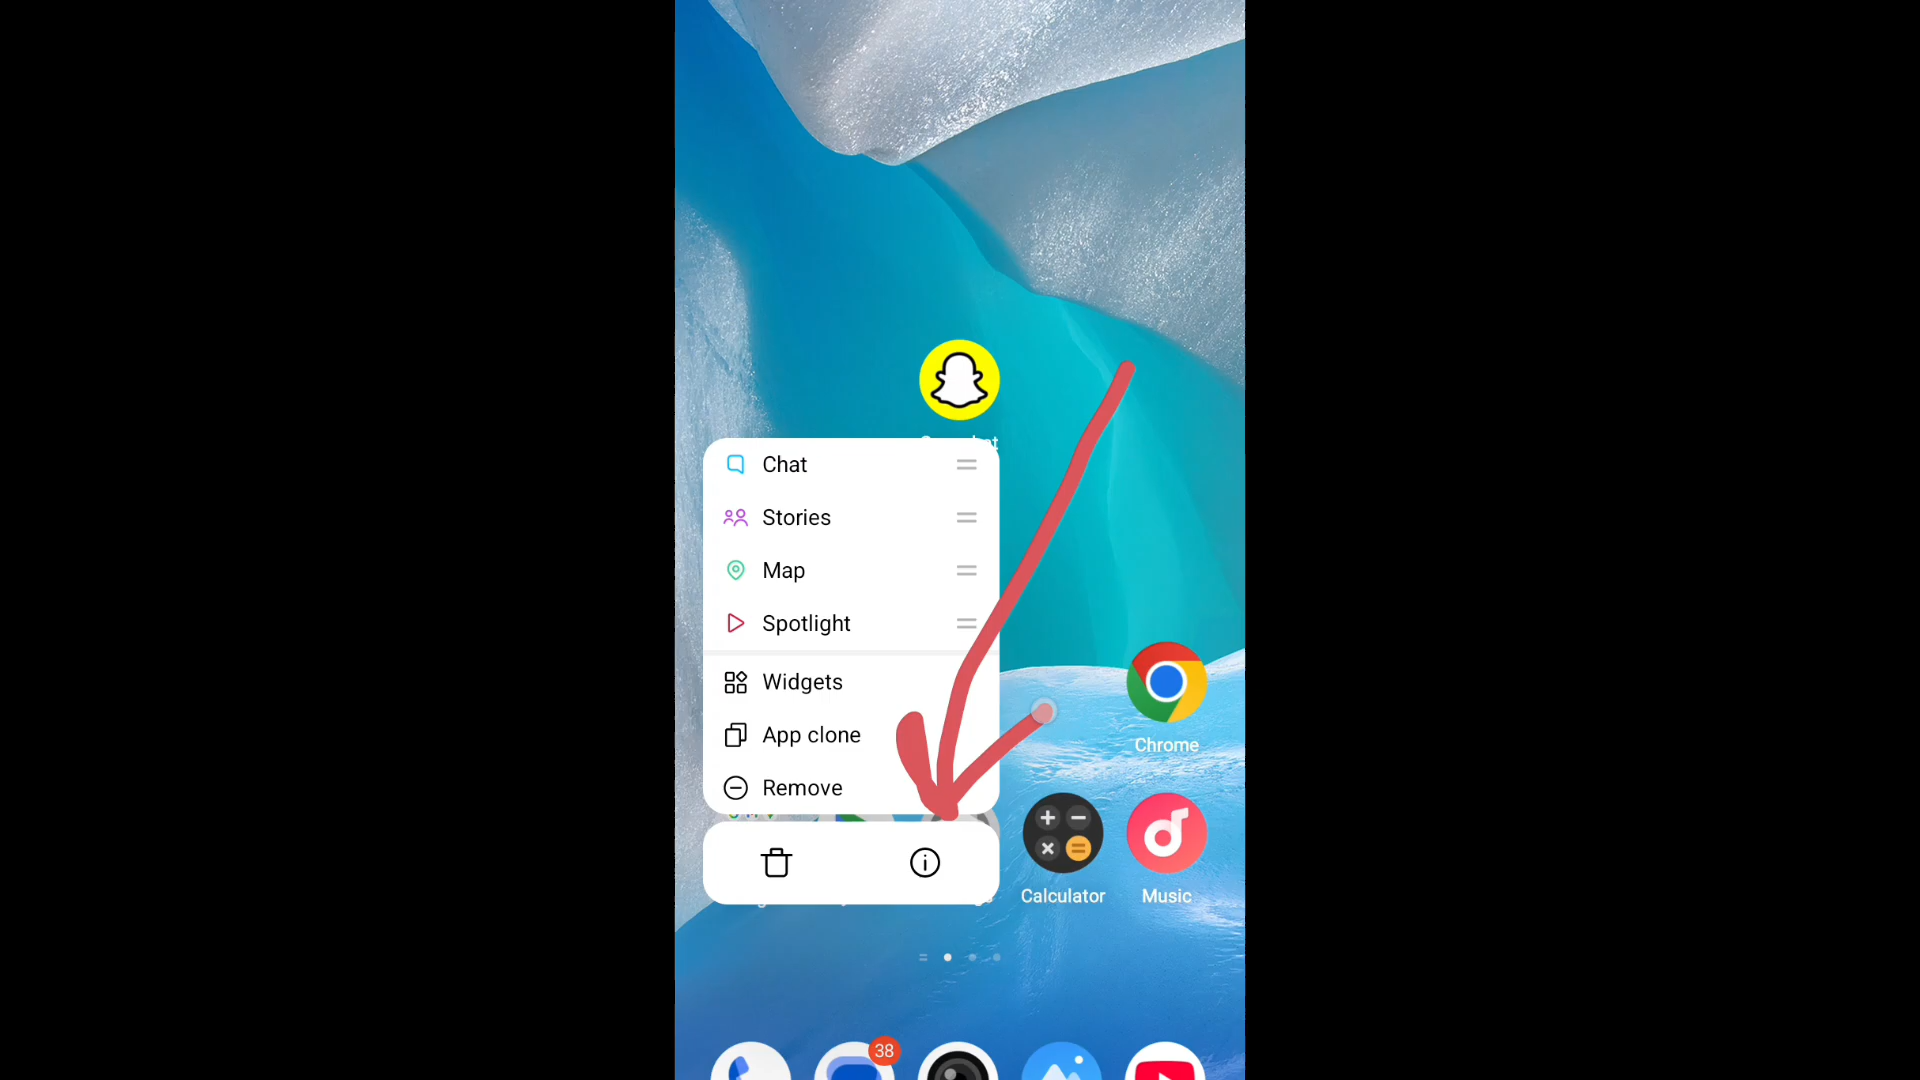 Chat
Stories
Map
Spotlight
Widgets
App clone
Remove
Chrome
Calculator
Music
38